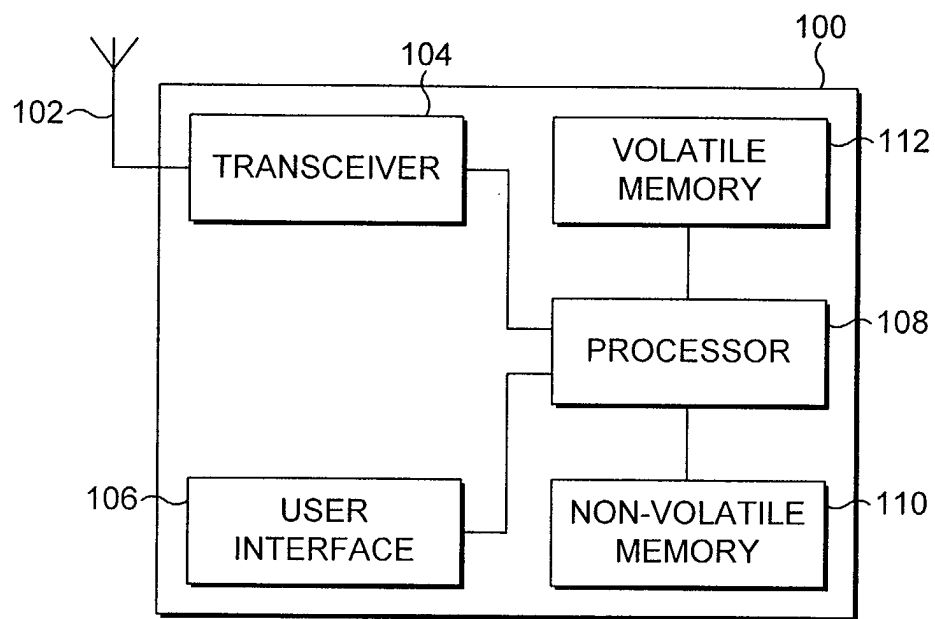 100
104
102
TRANSCEIVER
VOLATILE
MEMORY
112
PROCESSOR
108
106
USER
INTERFACE
NON-VOLATILE
MEMORY
110